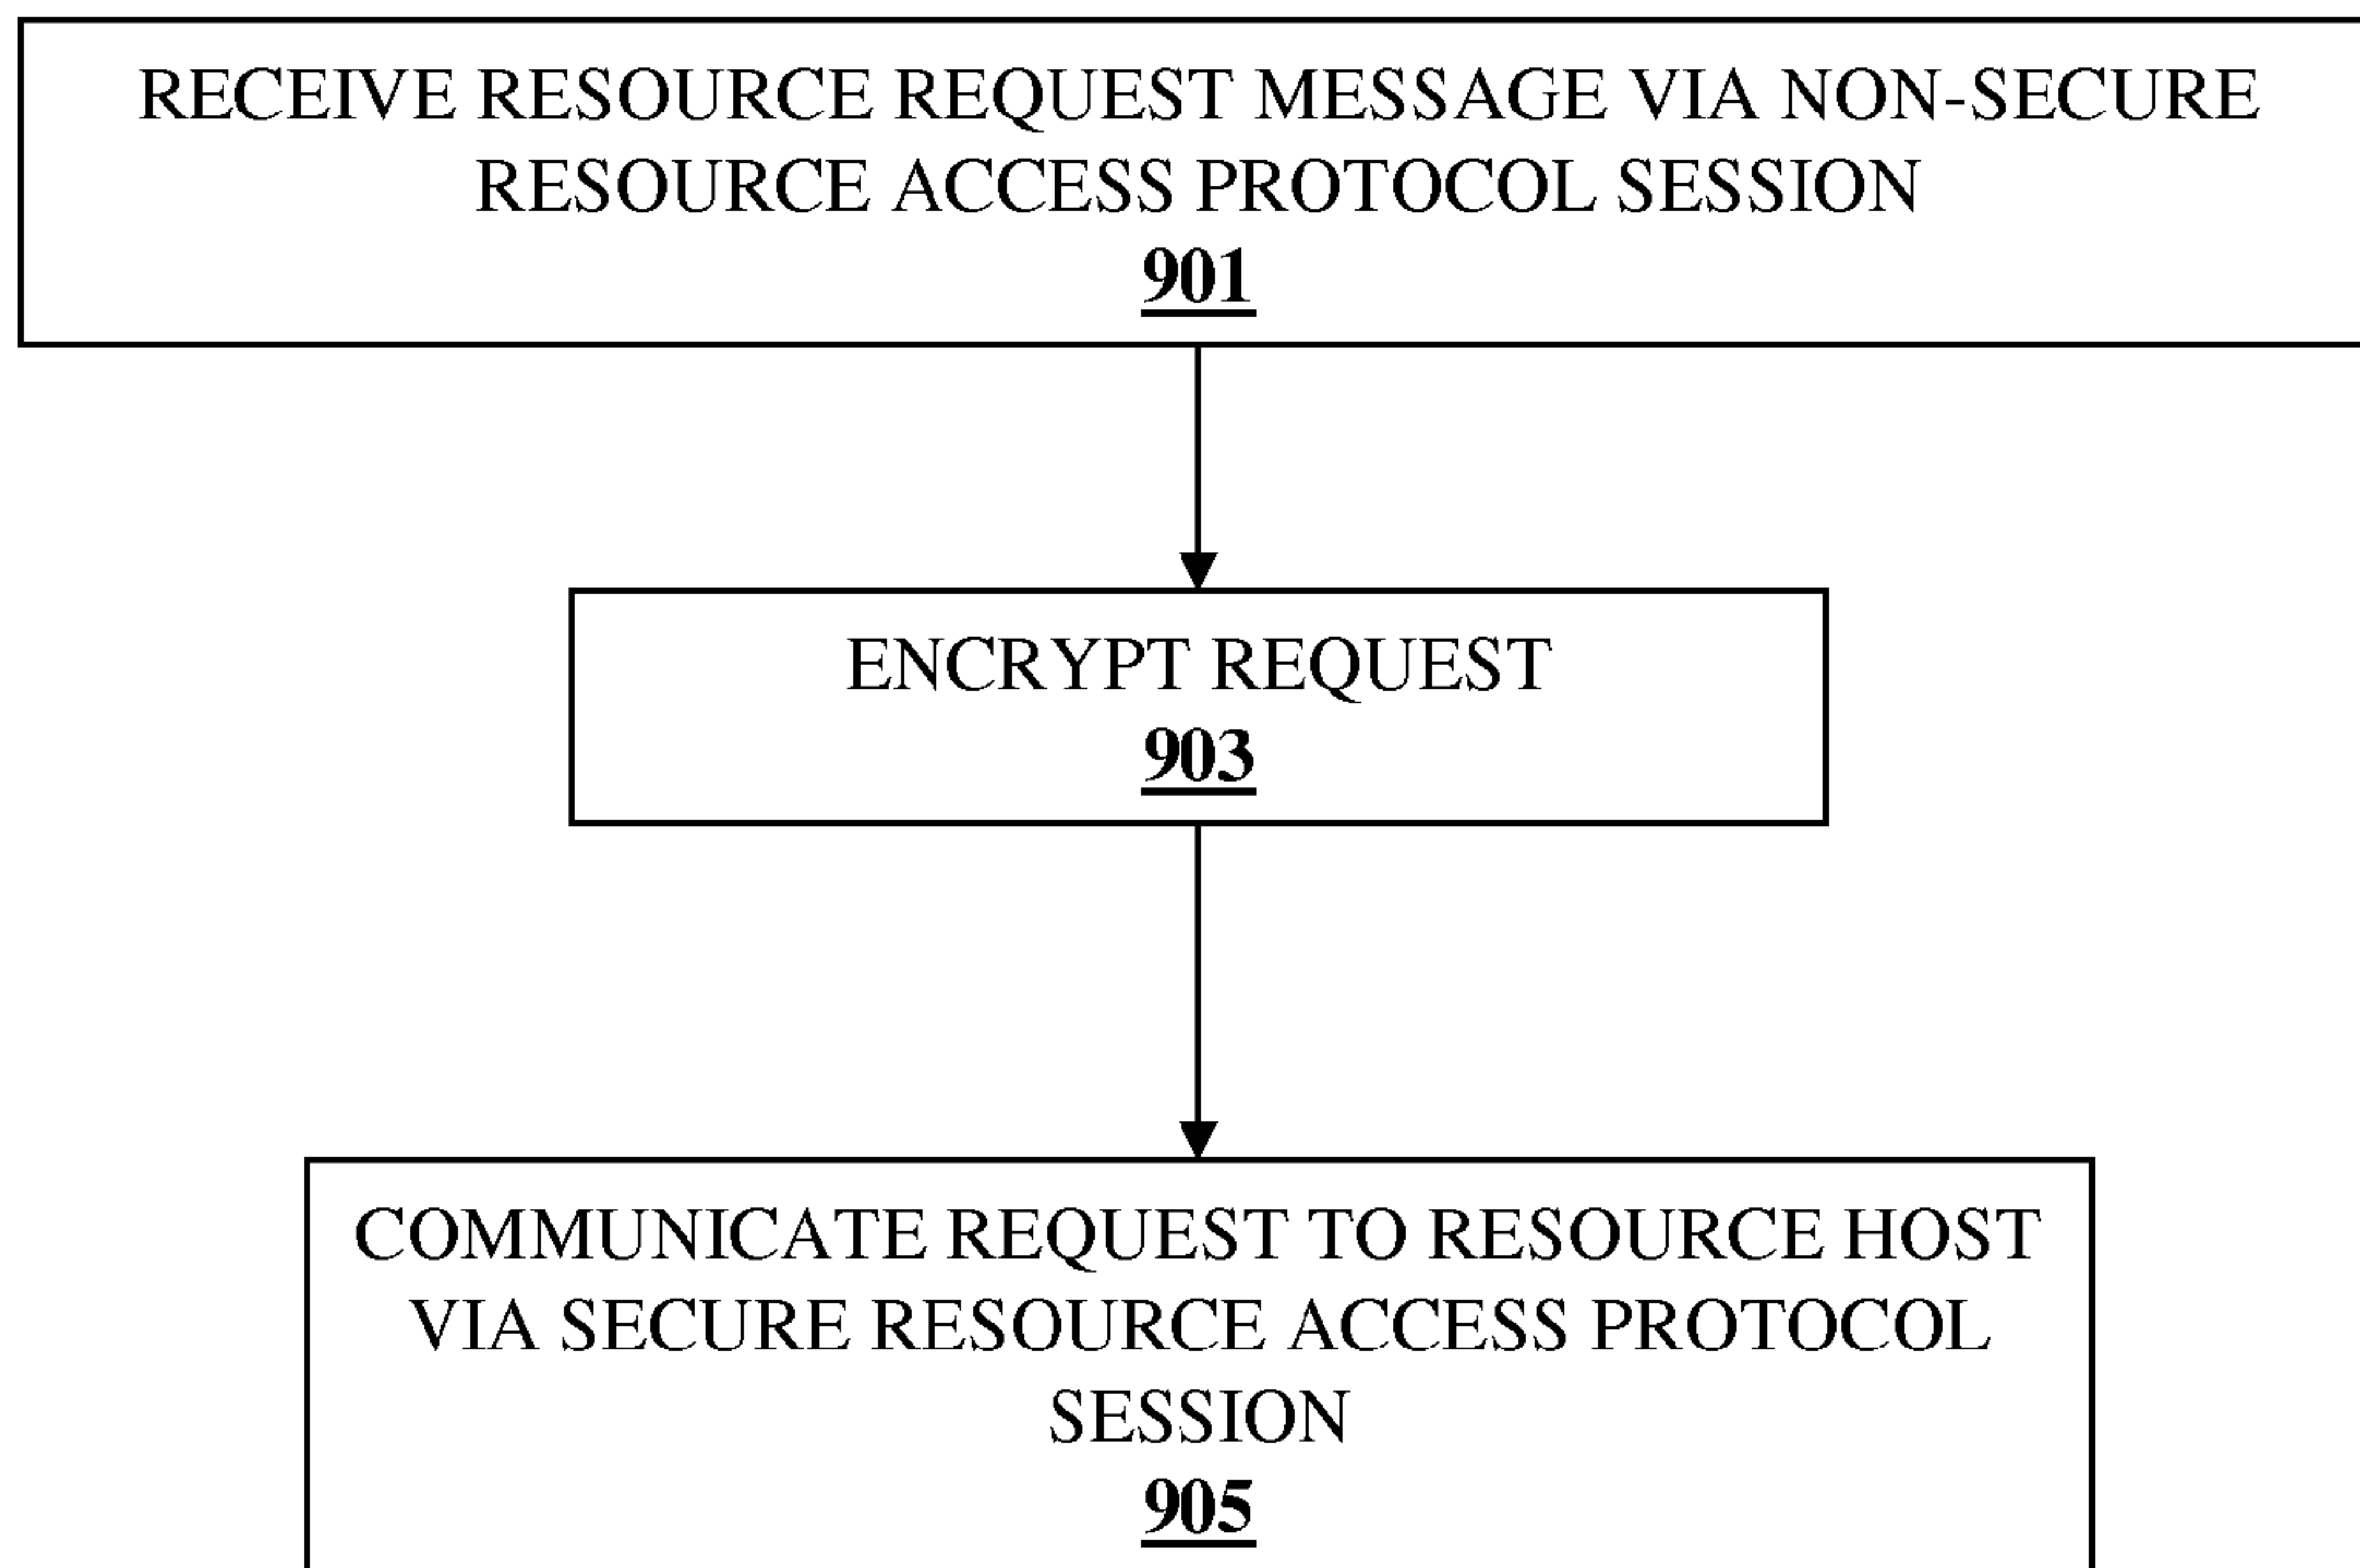 RECEIVE RESOURCE REQUEST MESSAGE VIA NON-SECURE
RESOURCE ACCESS PROTOCOL SESSION
901
ENCRYPT REQUEST
903
COMMUNICATE REQUEST TO RESOURCE HOST
VIA SECURE RESOURCE ACCESS PROTOCOL
SESSION
905